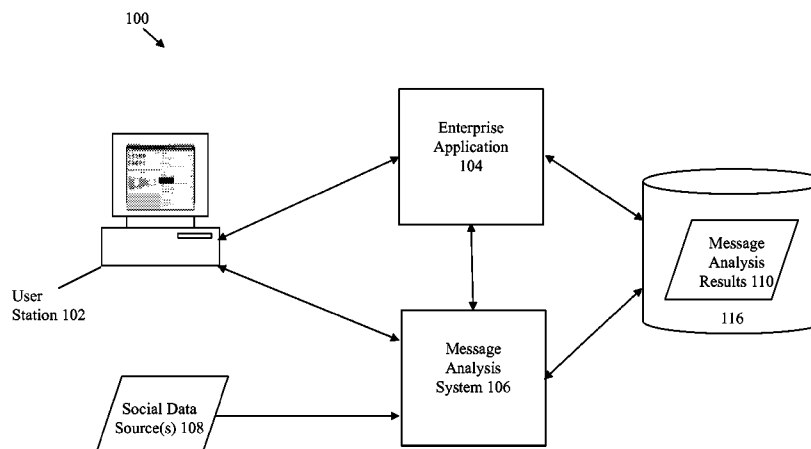 100
Enterprise
Application
104
User
Station 102
Message
Analysis
Results 110
116
Message
Analysis
System 106
Social Data
Source(s) 108